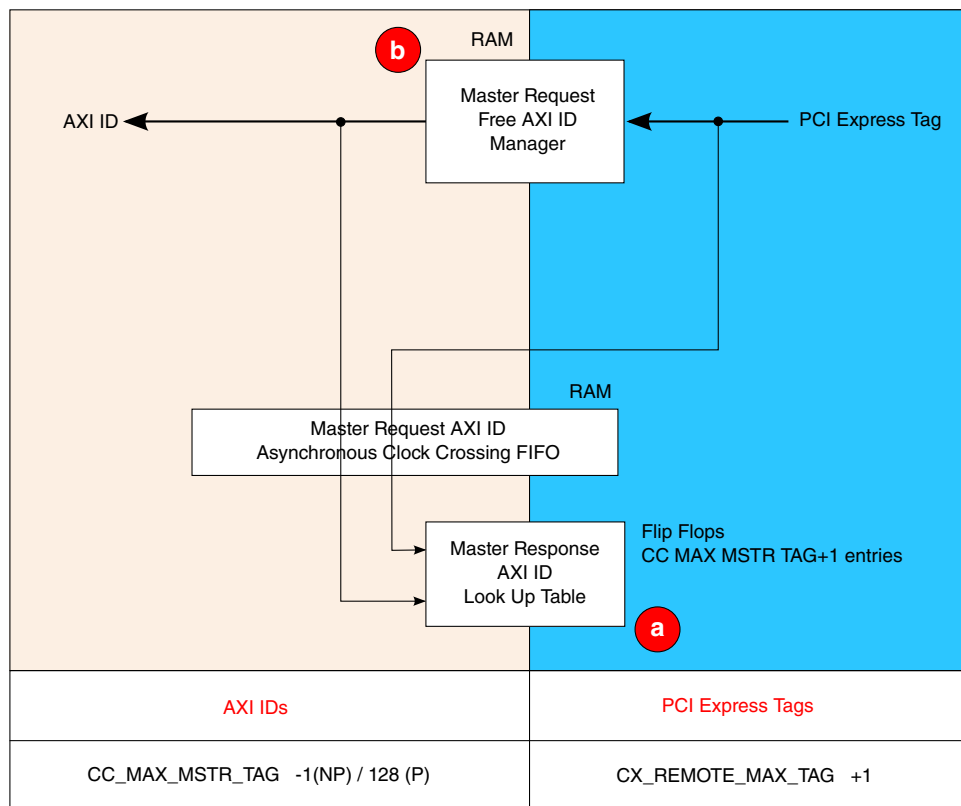 b
RAM
Master Request
Free AXI ID
Manager
AXI ID
PCI Express Tag
RAM
Master Request AXI ID
Asynchronous Clock Crossing FIFO
Master Response
AXI ID
Look Up Table
Flip Flops
CC MAX MSTR TAG+1 entries
a
AXI IDs
PCI Express Tags
CC_MAX_MSTR_TAG -1(NP) / 128 (P)
CX_REMOTE_MAX_TAG +1